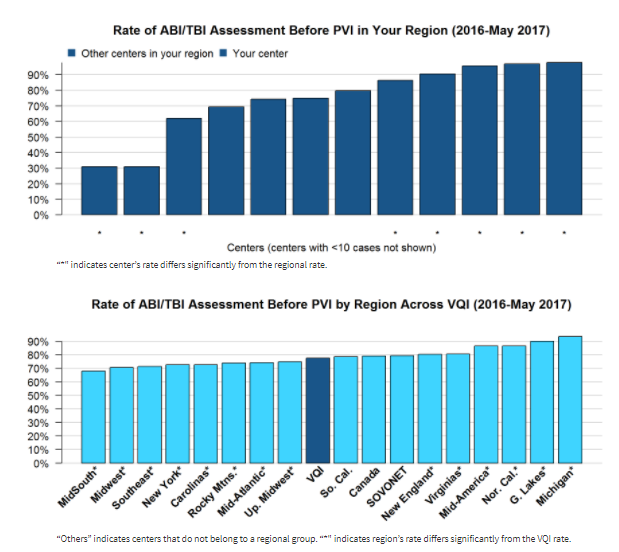 Rate of ABI/TBI Assessment Before PVI in Your Region (2016-May 2017)
Other centers in your region Your center
90%
80%
70%
60%
50%
40%
30%
20%
10%
0%
* * * * * * * *
Centers (centers with <10 cases not shown)
“*” indicates center's rate differs significantly from the regional rate.
Rate of ABI/TBI Assessment Before PVI by Region Across VQI (2016-May 2017)
90%
80%
70%
60%
50%
40%
30%
20%
10%
0%
MidSouth* Midwest* Southeast* New York* Carolinas* Rocky Mtns.* Mid-Atlantic* Up. Midwest* VQI So. Cal. Canada SOVONET New England* Virginias* Mid-America* Nor. Cal.* G. Lakes* Michigan*
“Others” indicates centers that do not belong to a regional group. “*” indicates region's rate differs significantly from the VQI rate.